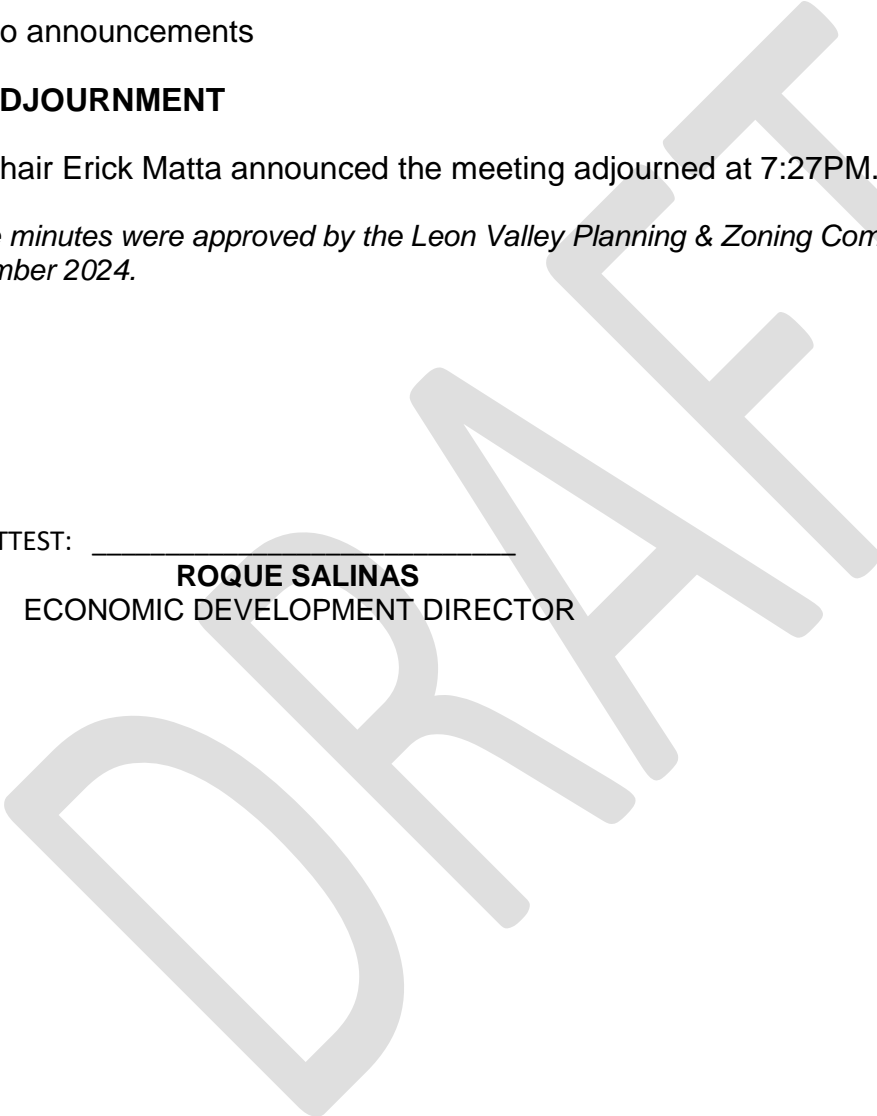 o announcements
DJOURNMENT
hair Erick Matta announced the meeting adjourned at 7:27PM.
e minutes were approved by the Leon Valley Planning & Zoning Com
mber 2024.
TTEST: _____________________________
ROQUE SALINAS
ECONOMIC DEVELOPMENT DIRECTOR
DRAFT